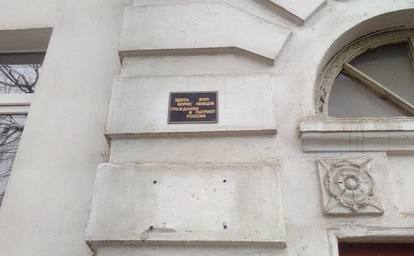 ЗДЕСЬ ЖИЛ
БОРИС НЕМЦОВ
ГРАЖДАНИН
И ПАТРИОТ
РОССИИ